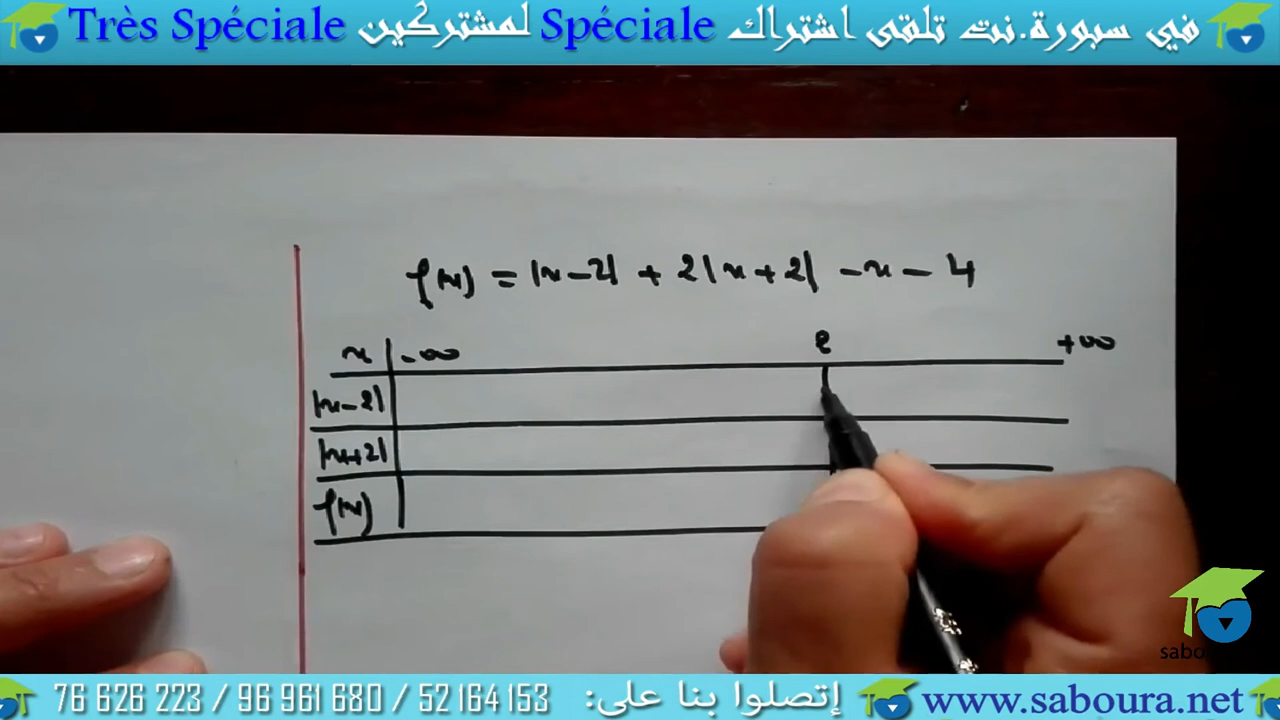 في سبورة.نت تلقى اشتراك Spéciale لمشتركين Très Spéciale
f(x) = |x-2| + 2|x+2| -x - 4
x -∞ 2 +∞
|x-2|
|x+2|
f(x)
76 626 223 / 96 961 680 / 52 164 153 إتصلوا بنا على: www.saboura.net